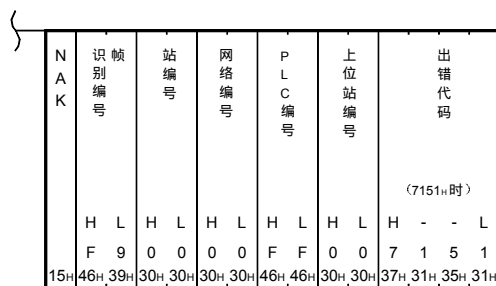 NAK 帧识别编号 站编号 网络编号 PLC编号 上位站编号 出错代码
(7151H时)
H L H L H L H L H L H - - L
F 9 0 0 0 0 F F 0 0 7 1 5 1
15H 46H 39H 30H 30H 30H 30H 46H 46H 30H 30H 37H 31H 35H 31H